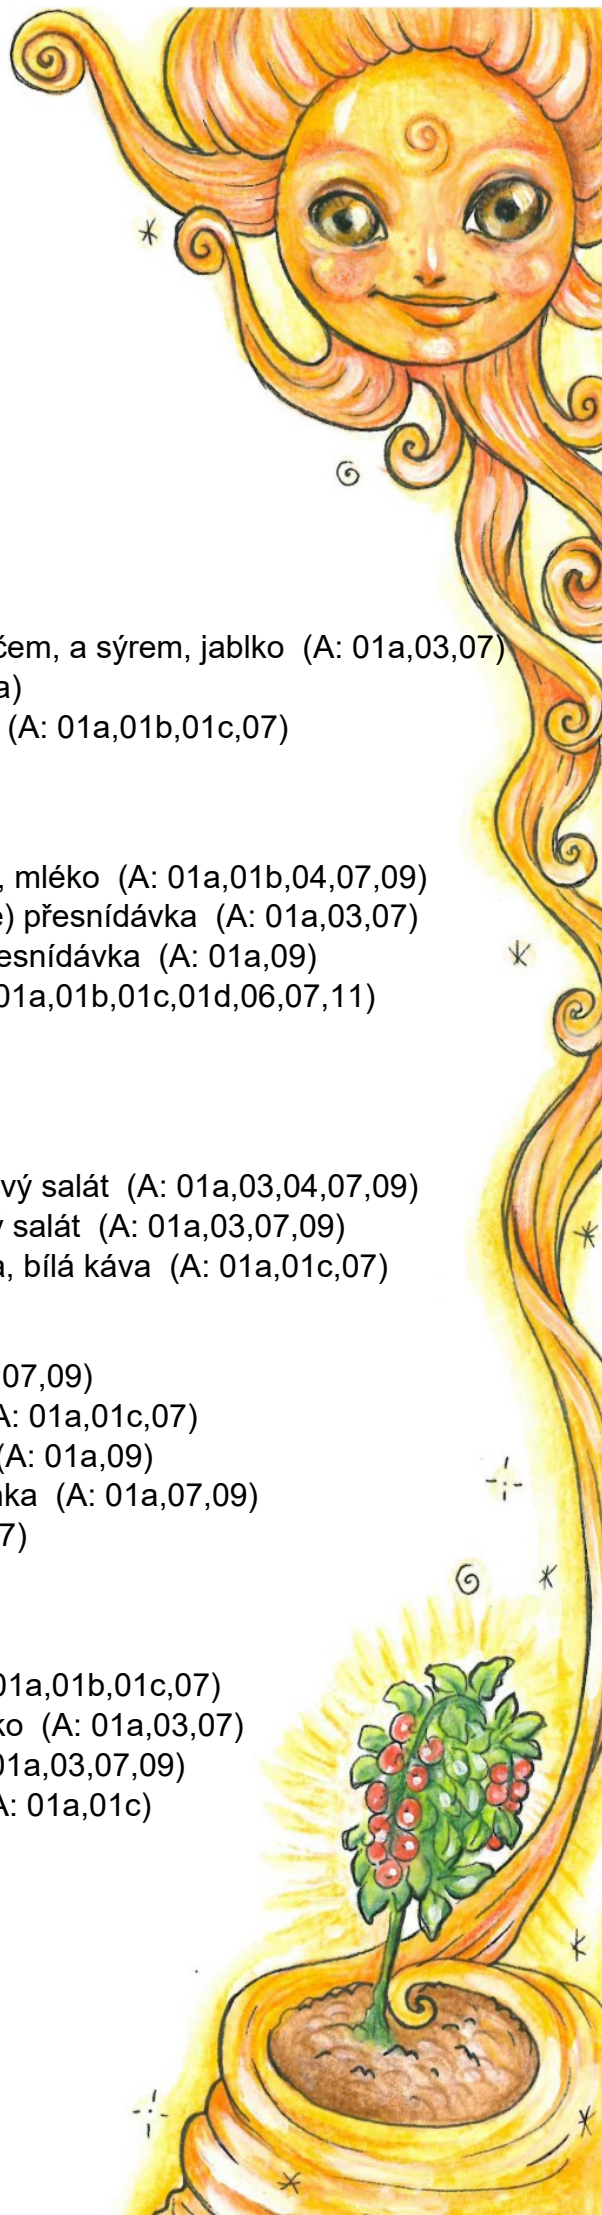 čem, a sýrem, jablko (A: 01a,03,07)
a)
(A: 01a,01b,01c,07)
, mléko (A: 01a,01b,04,07,09)
e) přesnídávka (A: 01a,03,07)
esnídávka (A: 01a,09)
01a,01b,01c,01d,06,07,11)
vý salát (A: 01a,03,04,07,09)
salát (A: 01a,03,07,09)
a, bílá káva (A: 01a,01c,07)
07,09)
A: 01a,01c,07)
(A: 01a,09)
nka (A: 01a,07,09)
7)
01a,01b,01c,07)
ko (A: 01a,03,07)
01a,03,07,09)
A: 01a,01c)